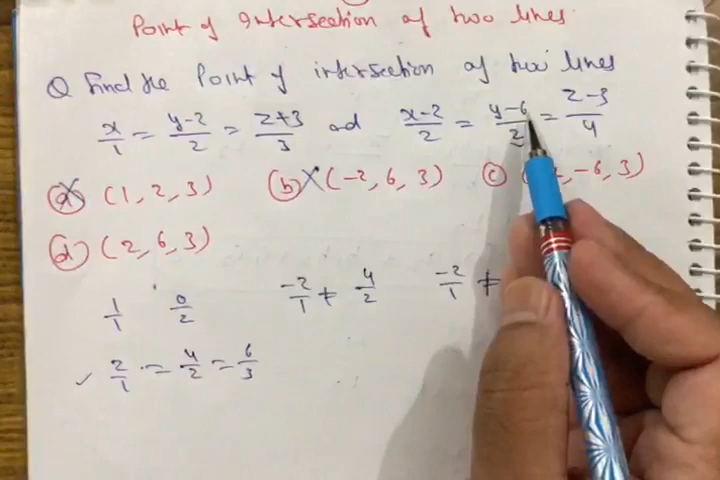 Point of Intersection of two lines.
Q Find the Point of intersection of two lines
x/1 = y-2/2 = z+3/3 and x-2/2 = y-6/2 = z-3/4
(a) (1, 2, 3) (b) (-2, 6, 3) (c) , -6, 3)
(d) (2, 6, 3)
1/1 0/2 -2/1 ≠ 4/2 -2/1 ≠
✓ 2/1 = 4/2 = 6/3